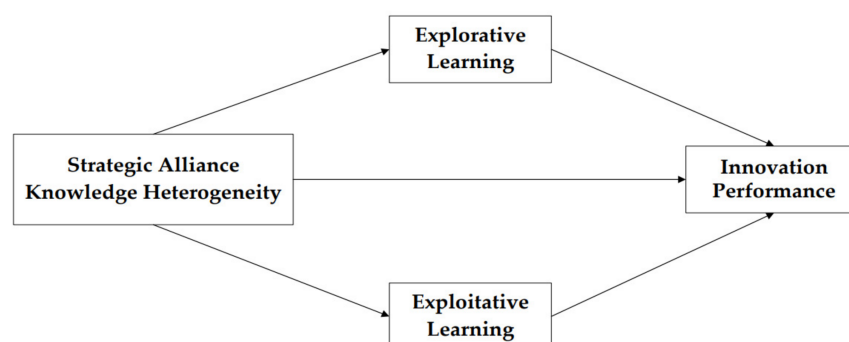 Explorative
Learning
Strategic Alliance
Knowledge Heterogeneity
Innovation
Performance
Exploitative
Learning